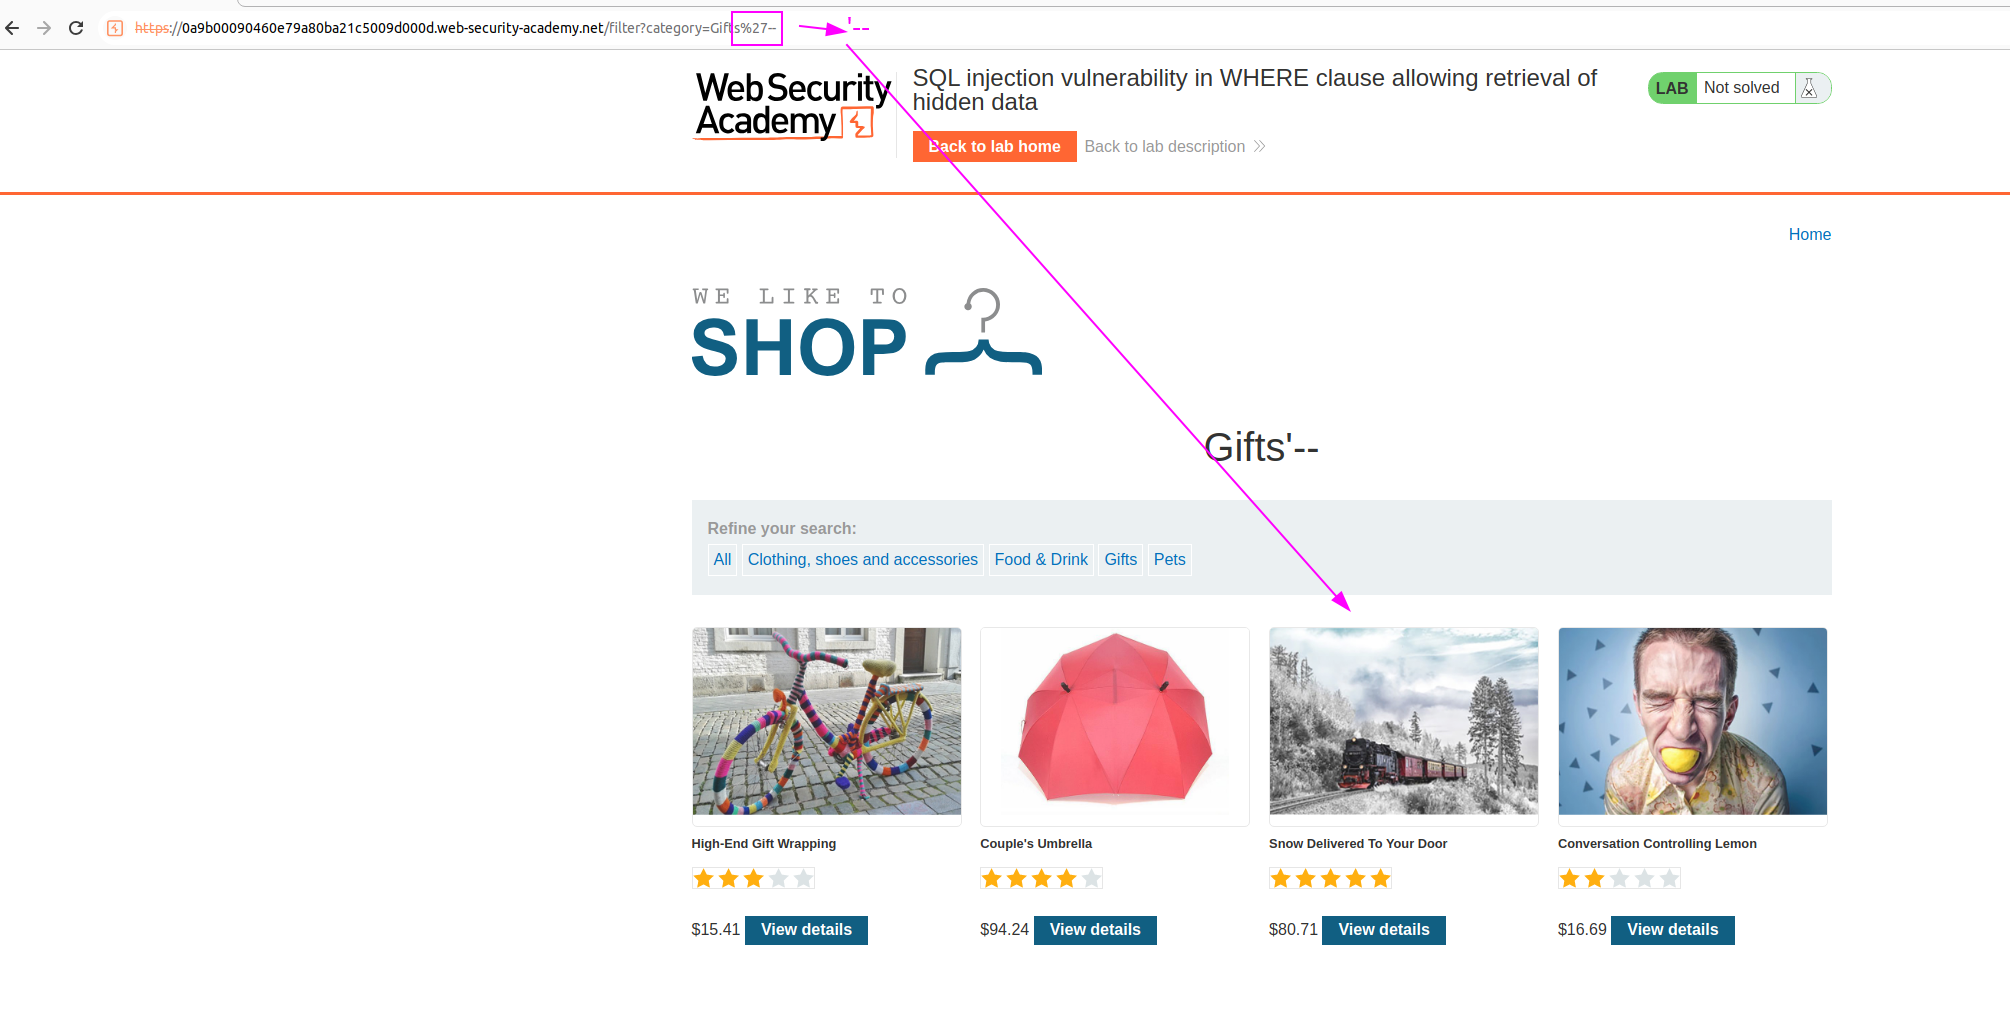 https://0a9b00090460e79a80ba21c5009d000d.web-security-academy.net/filter?category=Gifts%27--
'--
Web Security
Academy
SQL injection vulnerability in WHERE clause allowing retrieval of
hidden data
Back to lab home
Back to lab description
LAB
Not solved
Home
WE LIKE TO
SHOP
Gifts'--
Refine your search:
All
Clothing, shoes and accessories
Food & Drink
Gifts
Pets
High-End Gift Wrapping
Couple's Umbrella
Snow Delivered To Your Door
Conversation Controlling Lemon
$15.41 View details
$94.24 View details
$80.71 View details
$16.69 View details